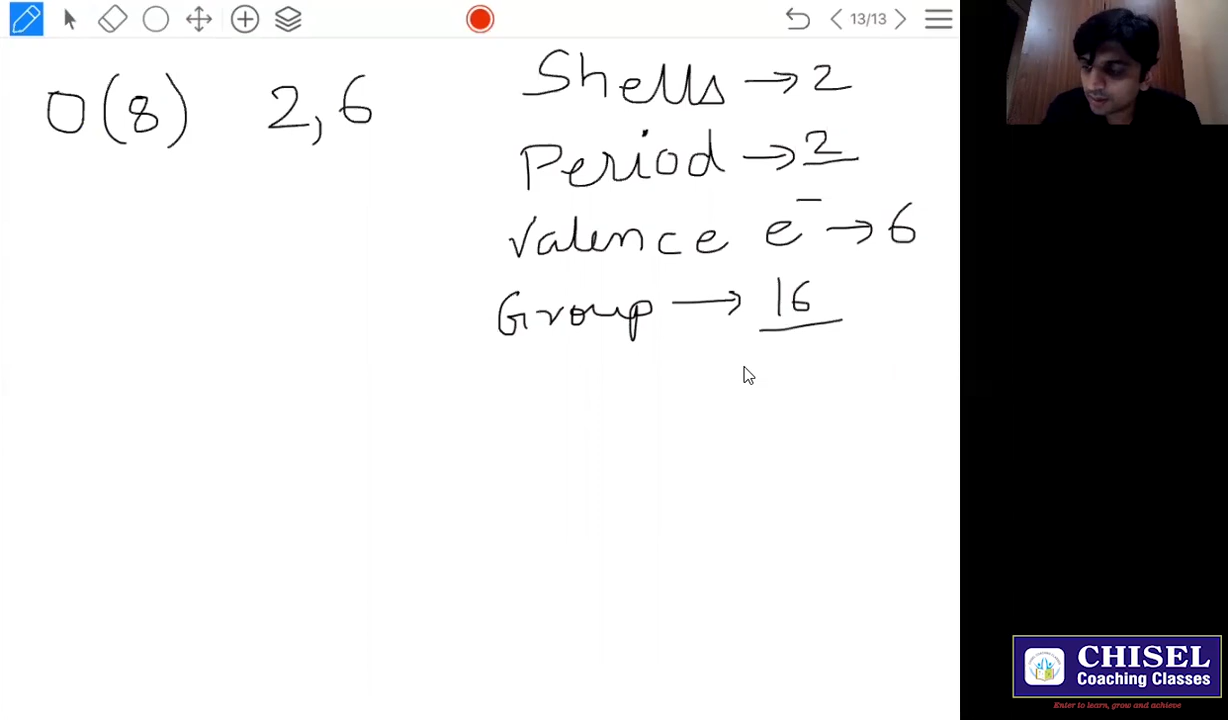 13/13
O(8) 2,6
Shells → 2
Period → 2
Valence e⁻ → 6
Group → 16
CHISEL
Coaching Classes
Enter to learn, grow and achieve